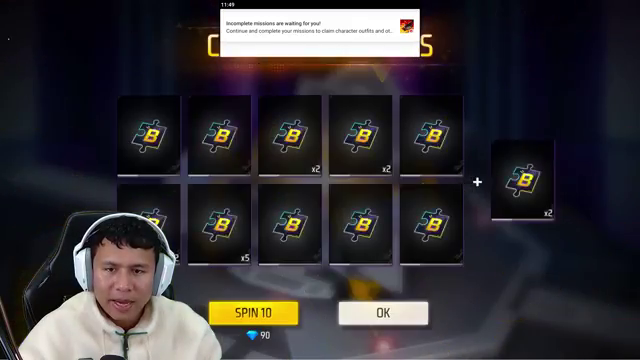 11:49
Incomplete missions are waiting for you!
Continue and complete your missions to claim character outfits and ot...
B
B
B
x2
B
x2
B
B
x2
B
x5
B
B
B
+
SPIN 10
OK
90